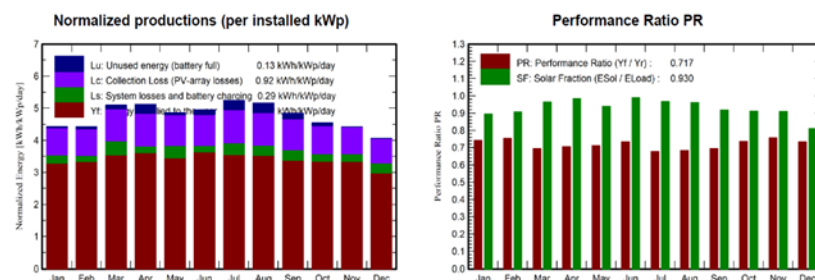 Normalized productions (per installed kWp)
7
6
5
4
3
2
1
0
Normalized Energy [kWh/kWp/day]
Lu: Unused energy (battery full) 0.13 kWh/kWp/day
Lc: Collection Loss (PV-array losses) 0.92 kWh/kWp/day
Ls: System losses and battery charging 0.29 kWh/kWp/day
Yf: to the kWh/kWp/day
Jan Feb Mar Apr May Jun Jul Aug Sep Oct Nov Dec
Performance Ratio PR
1.3
1.2
1.1
1.0
0.9
0.8
0.7
0.6
0.5
0.4
0.3
0.2
0.1
0.0
Performance Ratio PR
PR: Performance Ratio (Yf / Yr) : 0.717
SF: Solar Fraction (ESol / ELoad) : 0.930
Jan Feb Mar Apr May Jun Jul Aug Sep Oct Nov Dec